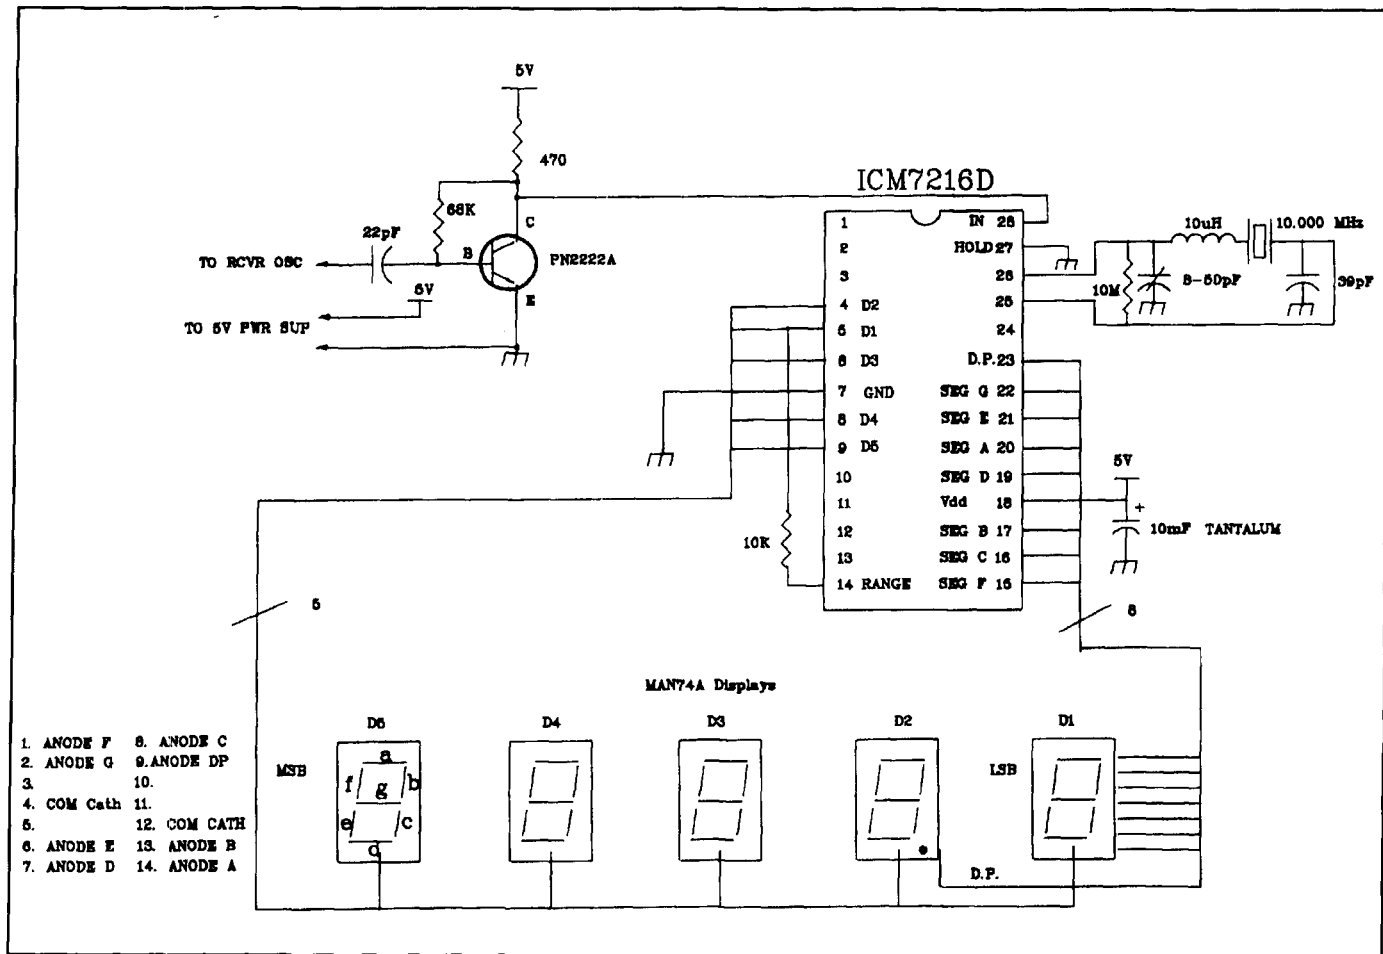 5V
470
ICM7216D
68K
C
22pF
B
PN2222A
TO RCVR OSC
E
5V
TO 5V PWR SUP
1
2
3
4 D2
5 D1
6 D3
7 GND
8 D4
9 D5
10
11
12
13
14 RANGE
IN 28
HOLD 27
26
25
24
D.P. 23
SEG G 22
SEG E 21
SEG A 20
SEG D 19
Vdd 18
SEG B 17
SEG C 16
SEG F 15
10uH
10.000 MHz
10M
8-50pF
39pF
5V
+
10mF TANTALUM
10K
5
8
MAN74A Displays
D5
D4
D3
D2
D1
MSB
LSB
a
f
g
b
e
c
d
D.P.
1. ANODE F 8. ANODE C
2. ANODE G 9.ANODE DP
3. 10.
4. COM Cath 11.
5. 12. COM CATH
6. ANODE E 13. ANODE B
7. ANODE D 14. ANODE A